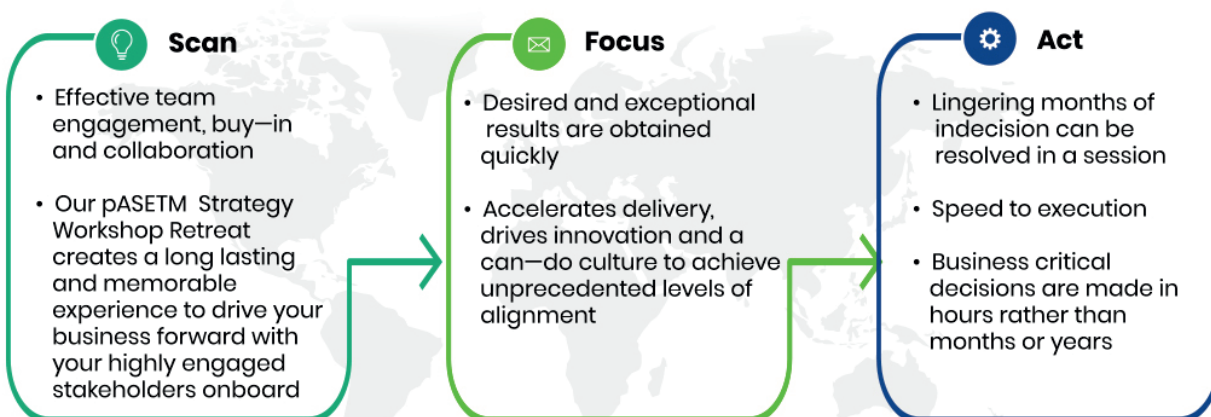 Scan
• Effective team
engagement, buy—in
and collaboration
• Our pASETM Strategy
Workshop Retreat
creates a long lasting
and memorable
experience to drive your
business forward with
your highly engaged
stakeholders onboard
Focus
• Desired and exceptional
results are obtained
quickly
• Accelerates delivery,
drives innovation and a
can—do culture to achieve
unprecedented levels of
alignment
Act
• Lingering months of
indecision can be
resolved in a session
• Speed to execution
• Business critical
decisions are made in
hours rather than
months or years